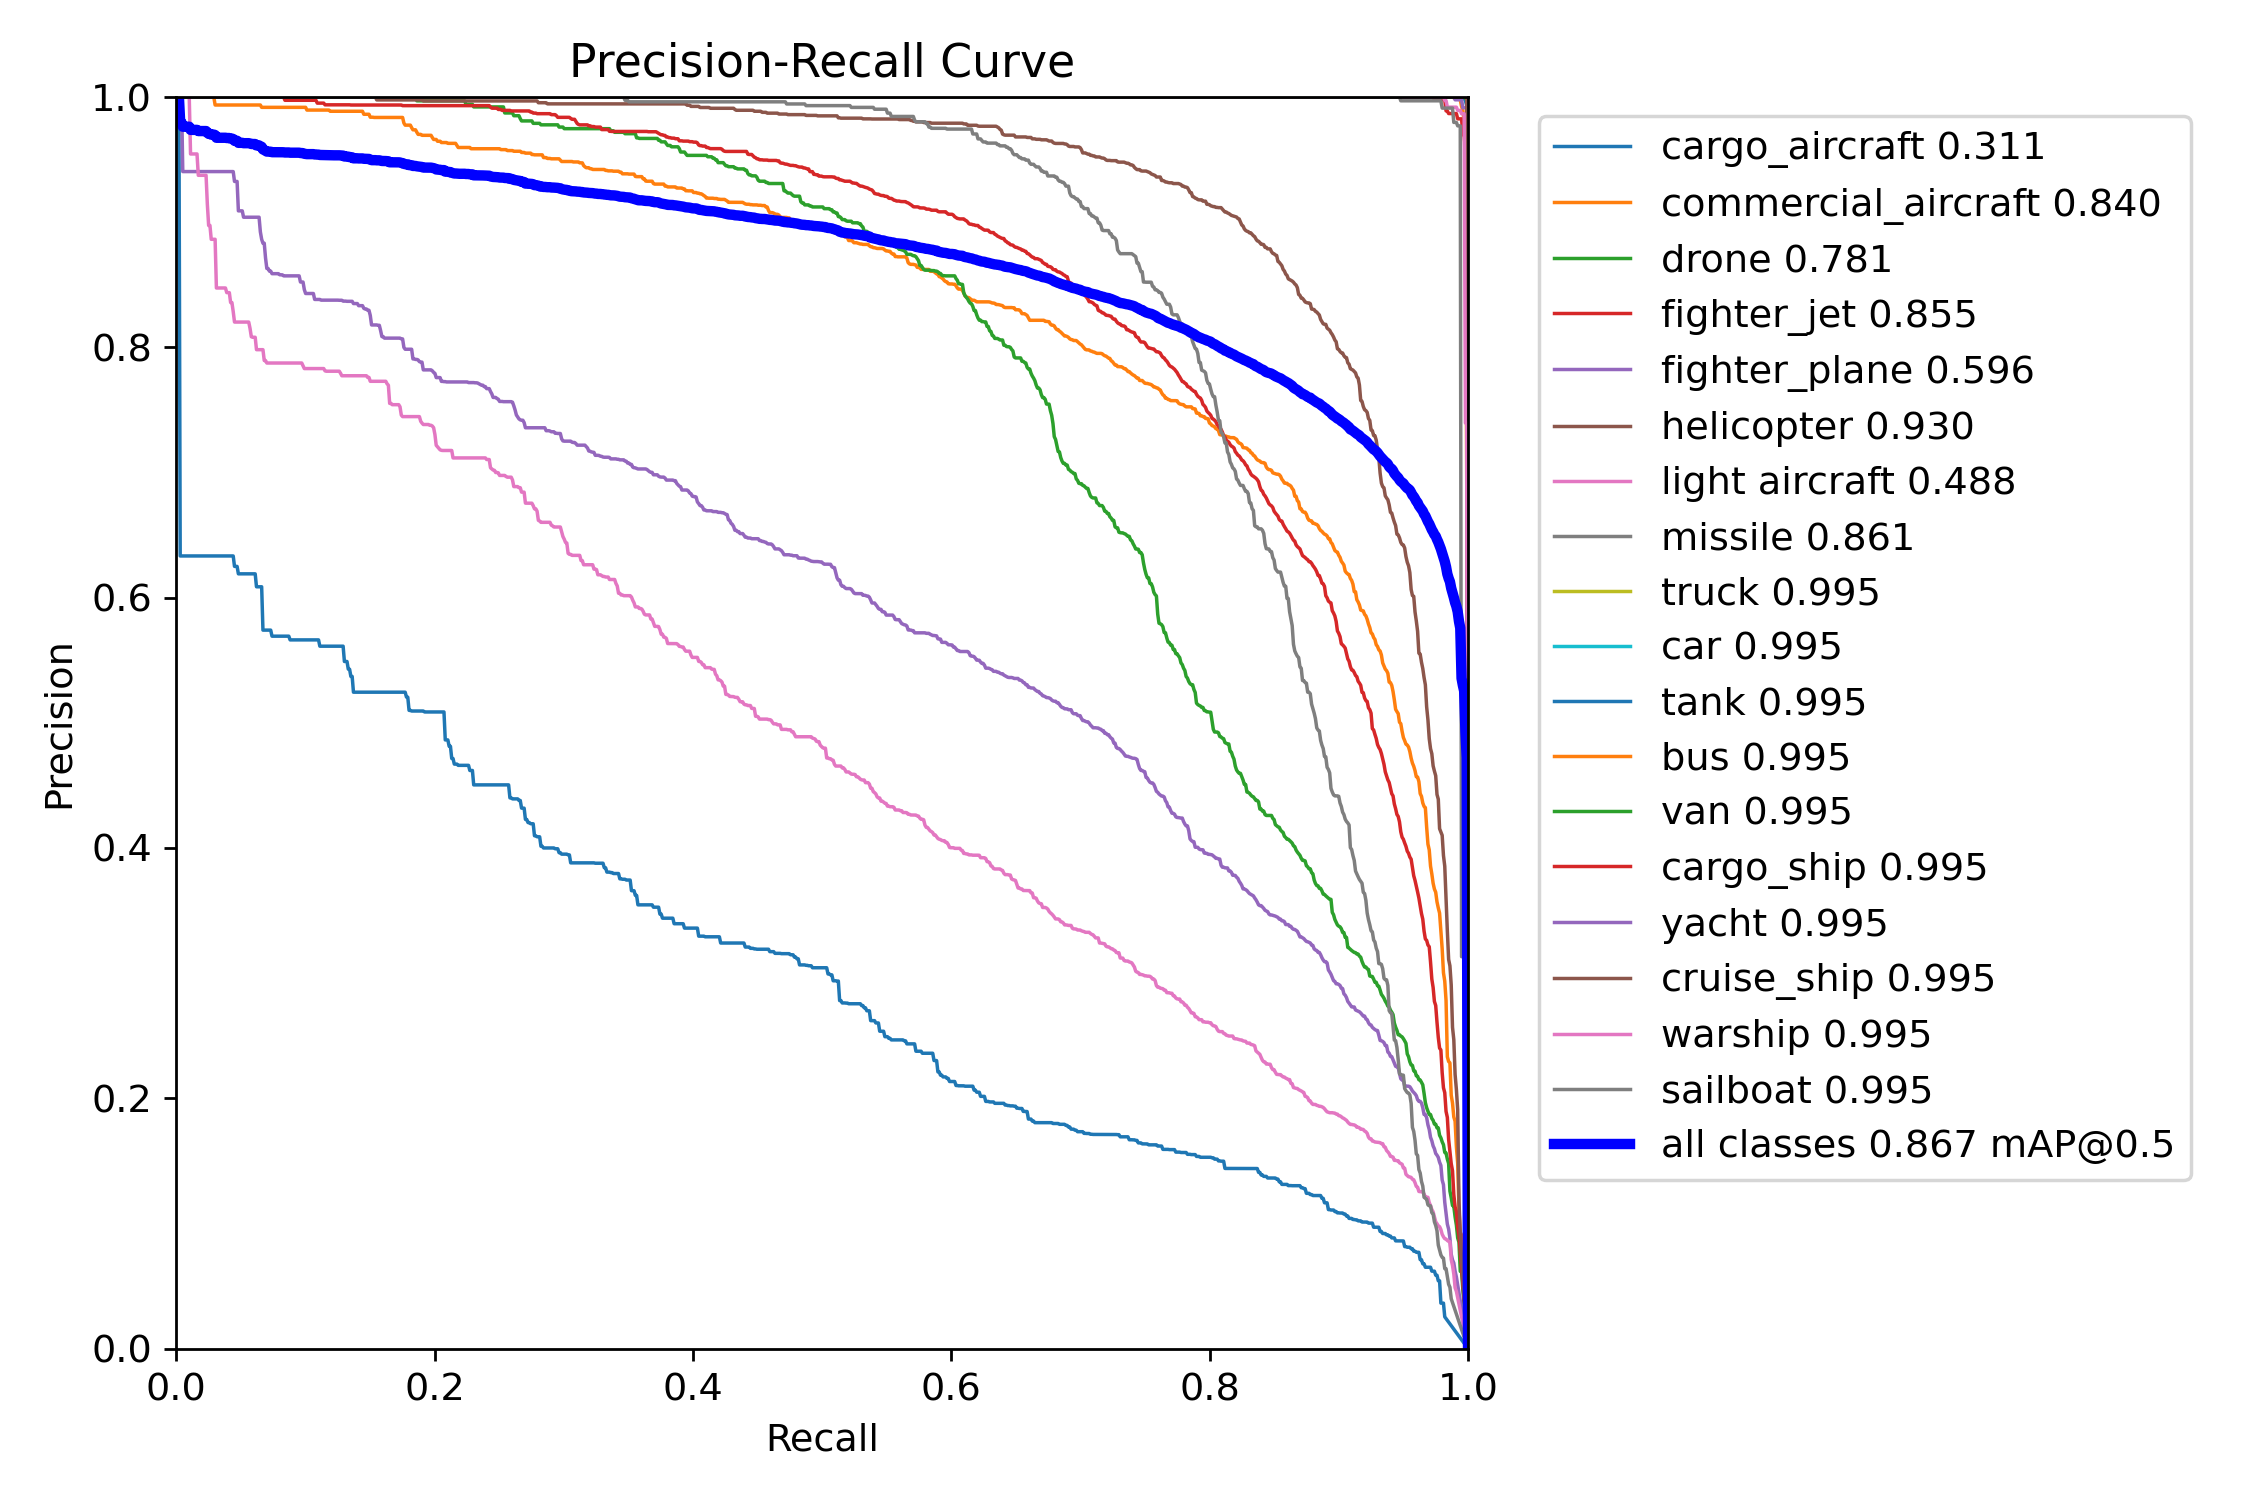 Precision-Recall Curve
1.0
0.8
0.6
0.4
0.2
0.0
Precision
0.0 0.2 0.4 0.6 0.8 1.0
Recall
cargo_aircraft 0.311
commercial_aircraft 0.840
drone 0.781
fighter_jet 0.855
fighter_plane 0.596
helicopter 0.930
light aircraft 0.488
missile 0.861
truck 0.995
car 0.995
tank 0.995
bus 0.995
van 0.995
cargo_ship 0.995
yacht 0.995
cruise_ship 0.995
warship 0.995
sailboat 0.995
all classes 0.867 mAP@0.5